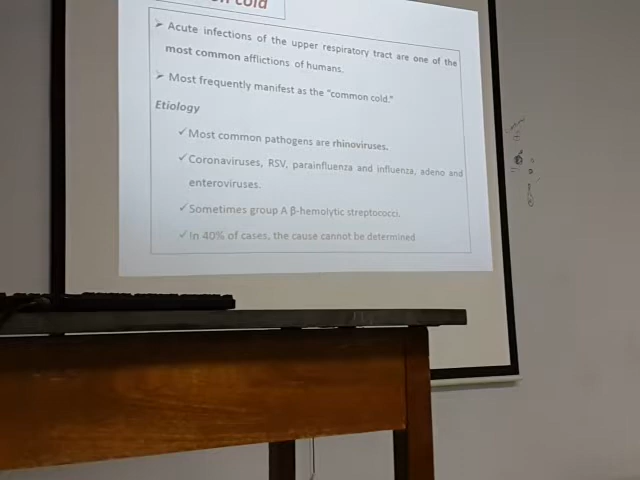 cold
➢ Acute infections of the upper respiratory tract are one of the
most common afflictions of humans.
➢ Most frequently manifest as the "common cold."
Etiology
✓Most common pathogens are rhinoviruses.
✓Coronaviruses, RSV, parainfluenza and influenza, adeno and
enteroviruses.
✓Sometimes group A β-hemolytic streptococci.
✓In 40% of cases, the cause cannot be determined